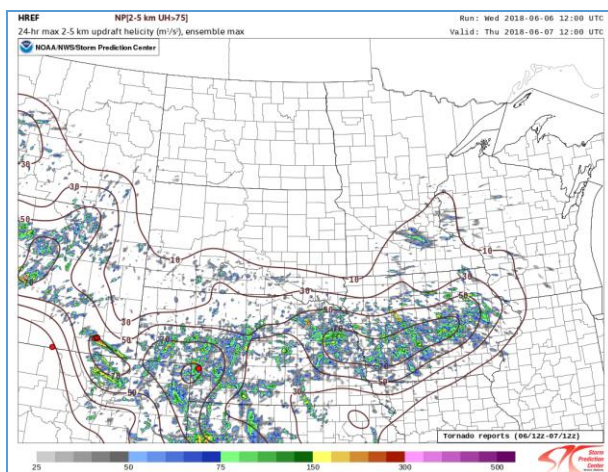 HREF NP[2-5 km UH>75] Run: Wed 2018-06-06 12:00 UTC
24-hr max 2-5 km updraft helicity (m²/s²), ensemble max Valid: Thu 2018-06-07 12:00 UTC
NOAA/NWS/Storm Prediction Center
30
30
50
10
10
10
30
50
70
30
50
50
70
50
Tornado reports (06/12z-07/12z)
25 50 75 150 300 500
Storm
Prediction
Center